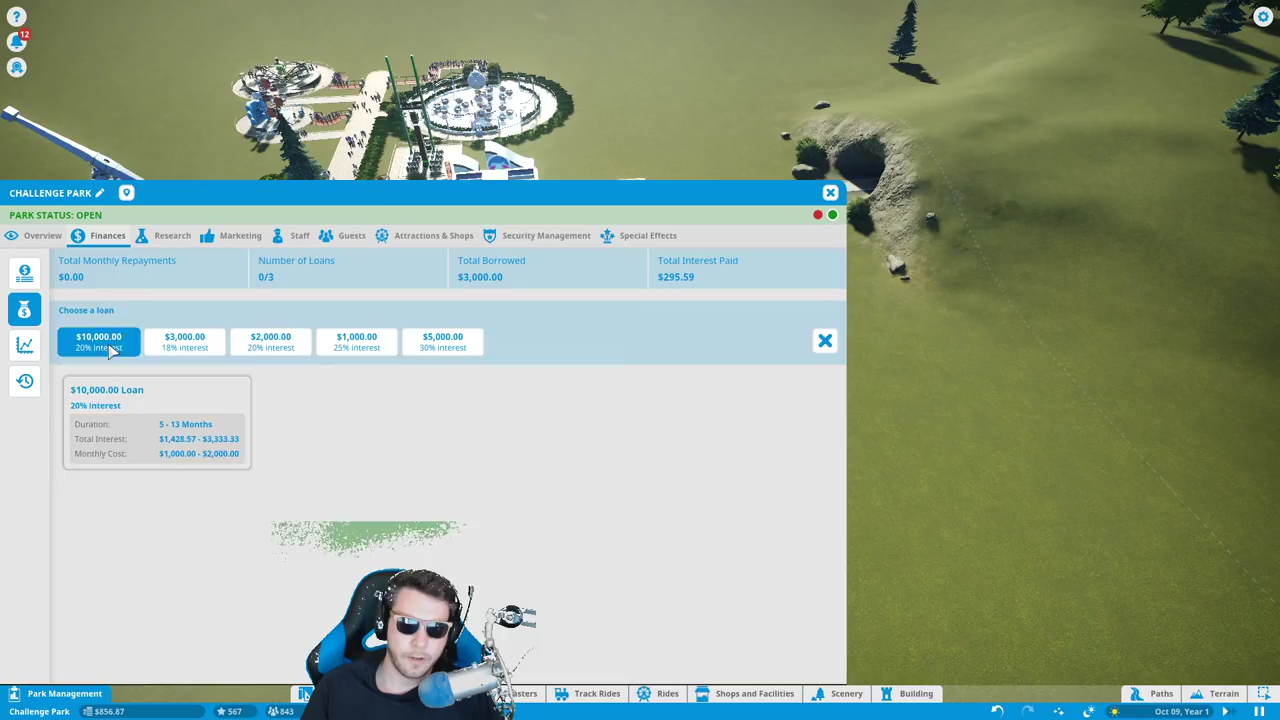 ?
12
CHALLENGE PARK
PARK STATUS: OPEN
Overview Finances Research Marketing Staff Guests Attractions & Shops Security Management Special Effects
Total Monthly Repayments Number of Loans Total Borrowed Total Interest Paid
$0.00 0/3 $3,000.00 $295.59
Choose a loan
$10,000.00 $3,000.00 $2,000.00 $1,000.00 $5,000.00
20% interest 18% interest 20% interest 25% interest 30% interest
$10,000.00 Loan
20% interest
Duration: 5 - 13 Months
Total Interest: $1,428.57 - $3,333.33
Monthly Cost: $1,000.00 - $2,000.00
Park Management Track Rides Rides Shops and Facilities Scenery Building Paths Terrain
Challenge Park $856.87 567 843 Oct 09, Year 1